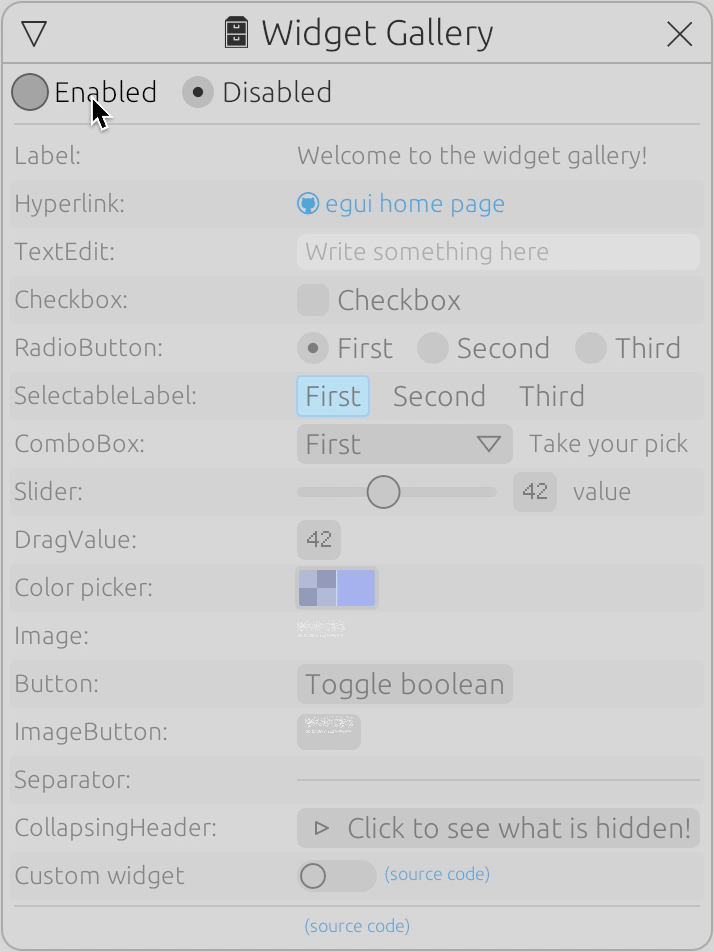 Widget Gallery
Enabled Disabled
Label: Welcome to the widget gallery!
Hyperlink: egui home page
TextEdit: Write something here
Checkbox: Checkbox
RadioButton: First Second Third
SelectableLabel: First Second Third
ComboBox: First Take your pick
Slider: 42 value
DragValue: 42
Color picker:
Image:
Button: Toggle boolean
ImageButton:
Separator:
CollapsingHeader: Click to see what is hidden!
Custom widget (source code)
(source code)